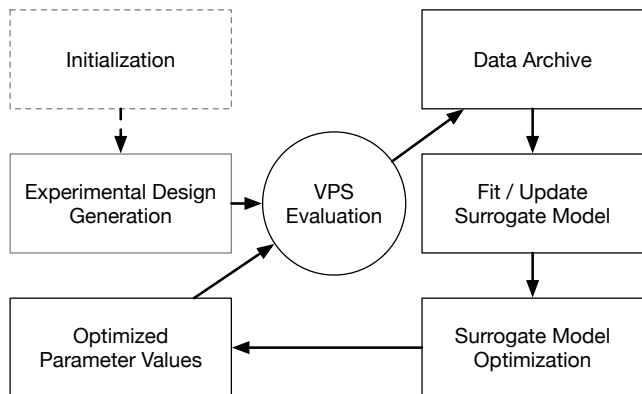 Initialization
Data Archive
Experimental Design
Generation
VPS
Evaluation
Fit / Update
Surrogate Model
Optimized
Parameter Values
Surrogate Model
Optimization